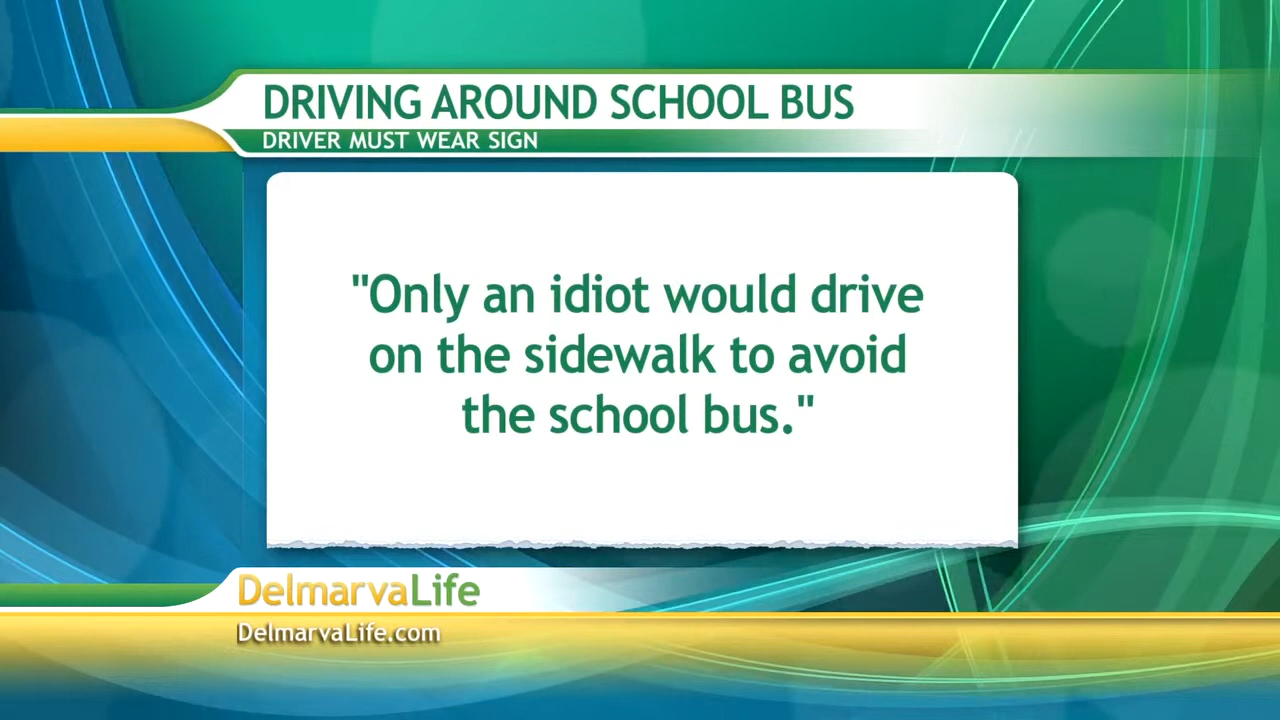 DRIVING AROUND SCHOOL BUS
DRIVER MUST WEAR SIGN
"Only an idiot would drive
on the sidewalk to avoid
the school bus."
DelmarvaLife
DelmarvaLife.com